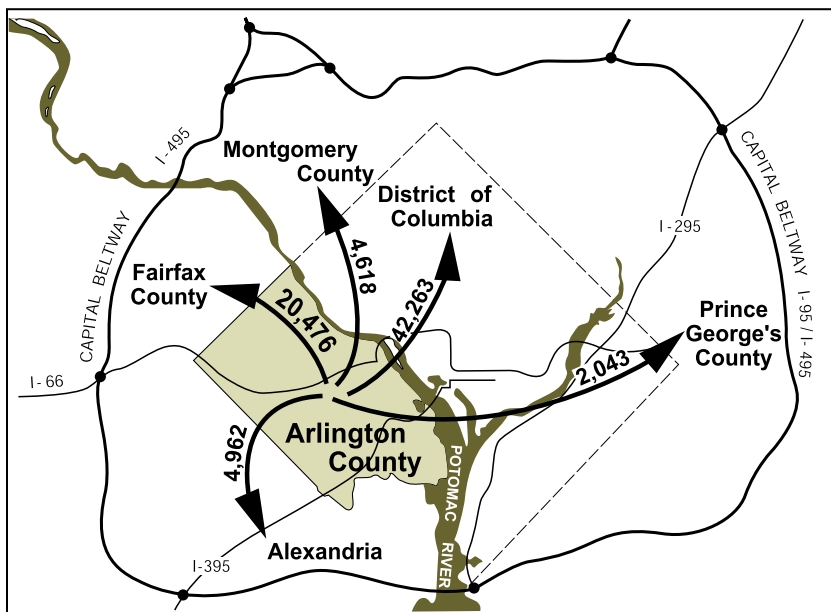 I-495
Montgomery
County
District of
Columbia
CAPITAL BELTWAY
I-295
CAPITAL BELTWAY I-95 / I-495
Fairfax
County
4,618
20,476
42,263
Prince
George's
County
2,043
I-66
4,962
Arlington
County
POTOMAC RIVER
Alexandria
I-395